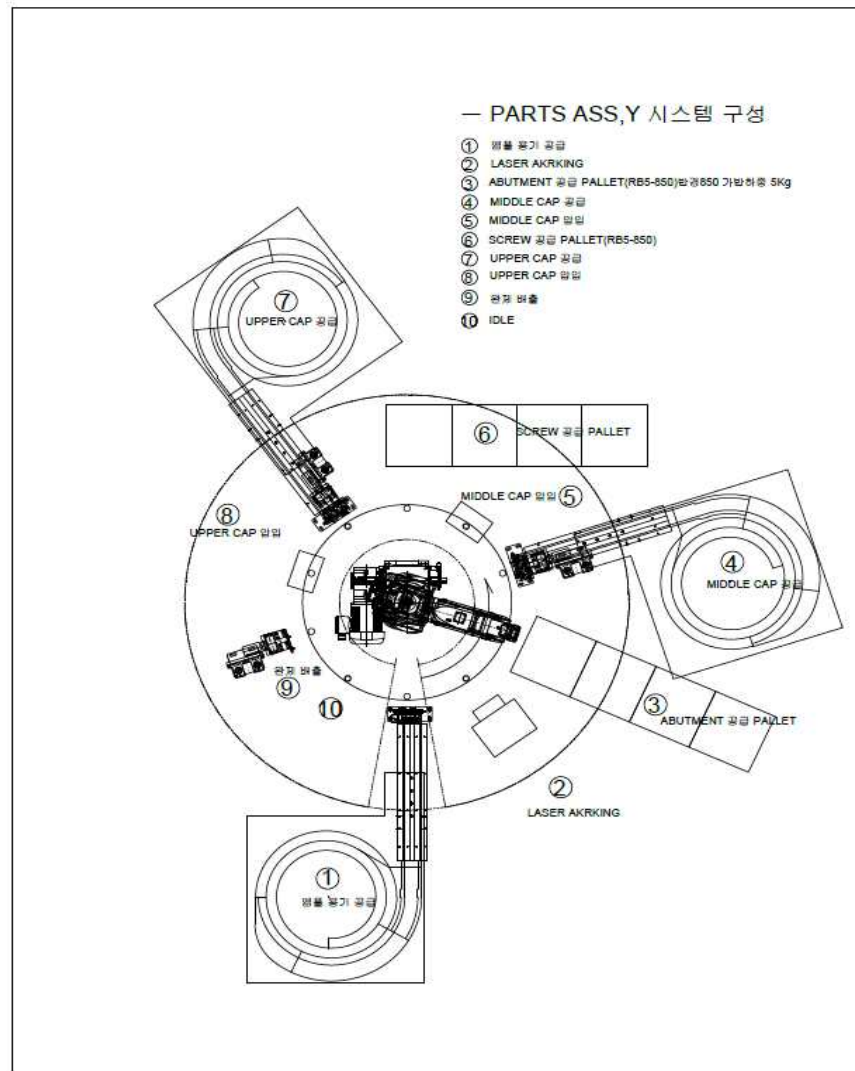 — PARTS ASS,Y 시스템 구성
① 앰플 용기 공급
② LASER AKRKING
③ ABUTMENT 공급 PALLET(RB5-850)반경850 가반하중 5Kg
④ MIDDLE CAP 공급
⑤ MIDDLE CAP 압입
⑥ SCREW 공급 PALLET(RB5-850)
⑦ UPPER CAP 공급
⑧ UPPER CAP 압입
⑨ 완제 배출
⑩ IDLE
⑦
UPPER CAP 공급
⑥ SCREW 공급 PALLET
MIDDLE CAP 압입 ⑤
⑧
UPPER CAP 압입
④
MIDDLE CAP 공급
완제 배출
⑨
⑩
③
ABUTMENT 공급 PALLET
②
LASER AKRKING
①
앰플 용기 공급